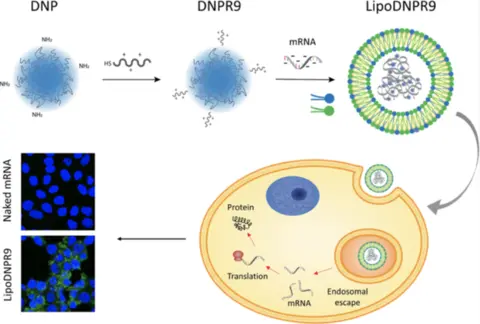 DNP
DNPR9
LipoDNPR9
NH₂
NH₂
NH₂
NH₂
HS
mRNA
Naked mRNA
LipoDNPR9
Protein
Translation
mRNA
Endosomal
escape